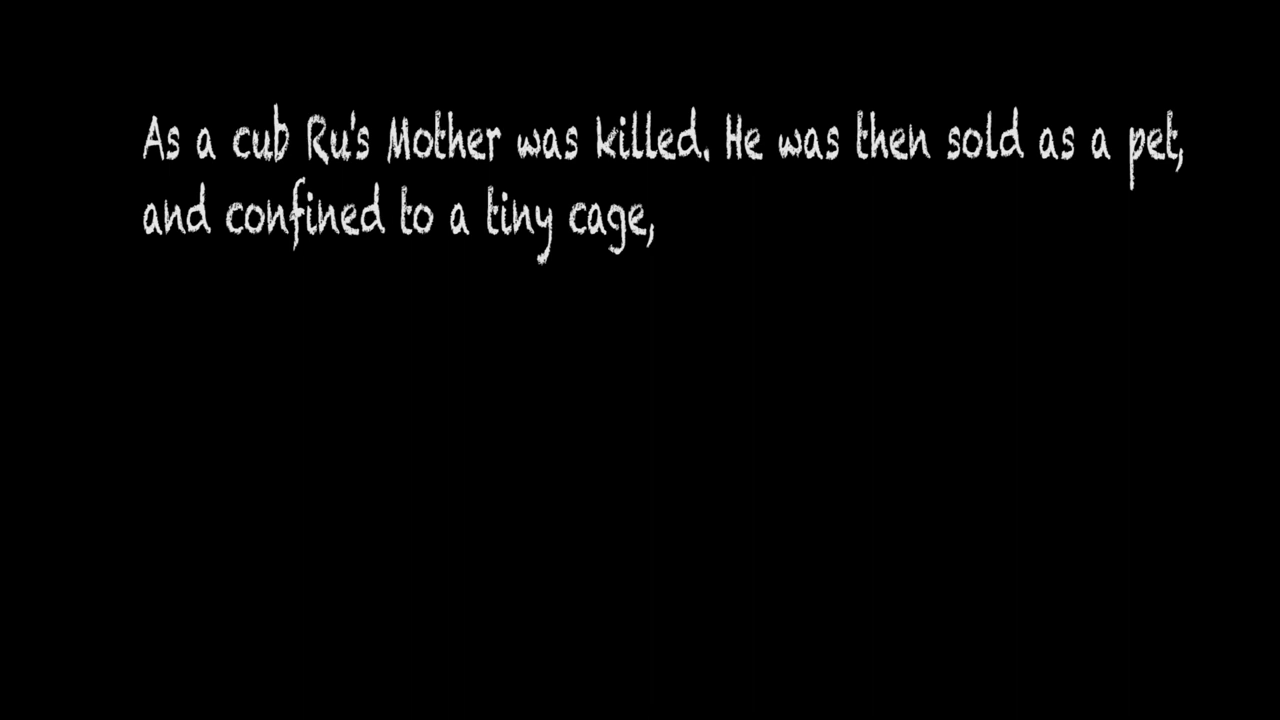 As a cub Ru's Mother was killed. He was then sold as a pet,
and confined to a tiny cage,